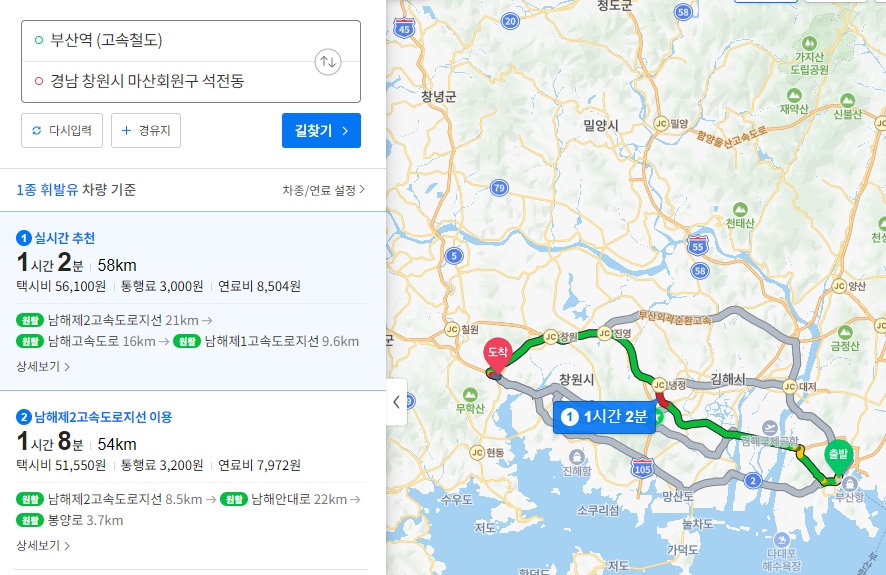 부산역 (고속철도)
경남 창원시 마산회원구 석전동
다시입력
+ 경유지
길찾기 >
1종 휘발유 차량 기준
차종/연료 설정 >
1 실시간 추천
1시간 2분 58km
택시비 56,100원 통행료 3,000원 연료비 8,504원
원활 남해제2고속도로지선 21km →
원활 남해고속도로 16km → 원활 남해제1고속도로지선 9.6km
상세보기 >
2 남해제2고속도로지선 이용
1시간 8분 54km
택시비 51,550원 통행료 3,200원 연료비 7,972원
원활 남해제2고속도로지선 8.5km → 원활 남해안대로 22km →
원활 봉양로 3.7km
상세보기 >
청도군
58
20
45
가지산
도립공원
창녕군
재약산
신불산
밀양시
JC 밀양
함양울산고속도로
79
천태산
55
5
58
JC 양산
부산외곽순환고속
JC 칠원
JC 창원
JC 진영
금정산
도착
창원시
JC 냉정
김해시
JC 대저
무학산
1 1시간 2분
김해국제공항
출발
JC 현동
진해항
105
2
부산항
수우도
망산도
소쿠리섬
저도
눌차도
가덕도
다대포
해수욕장
저도